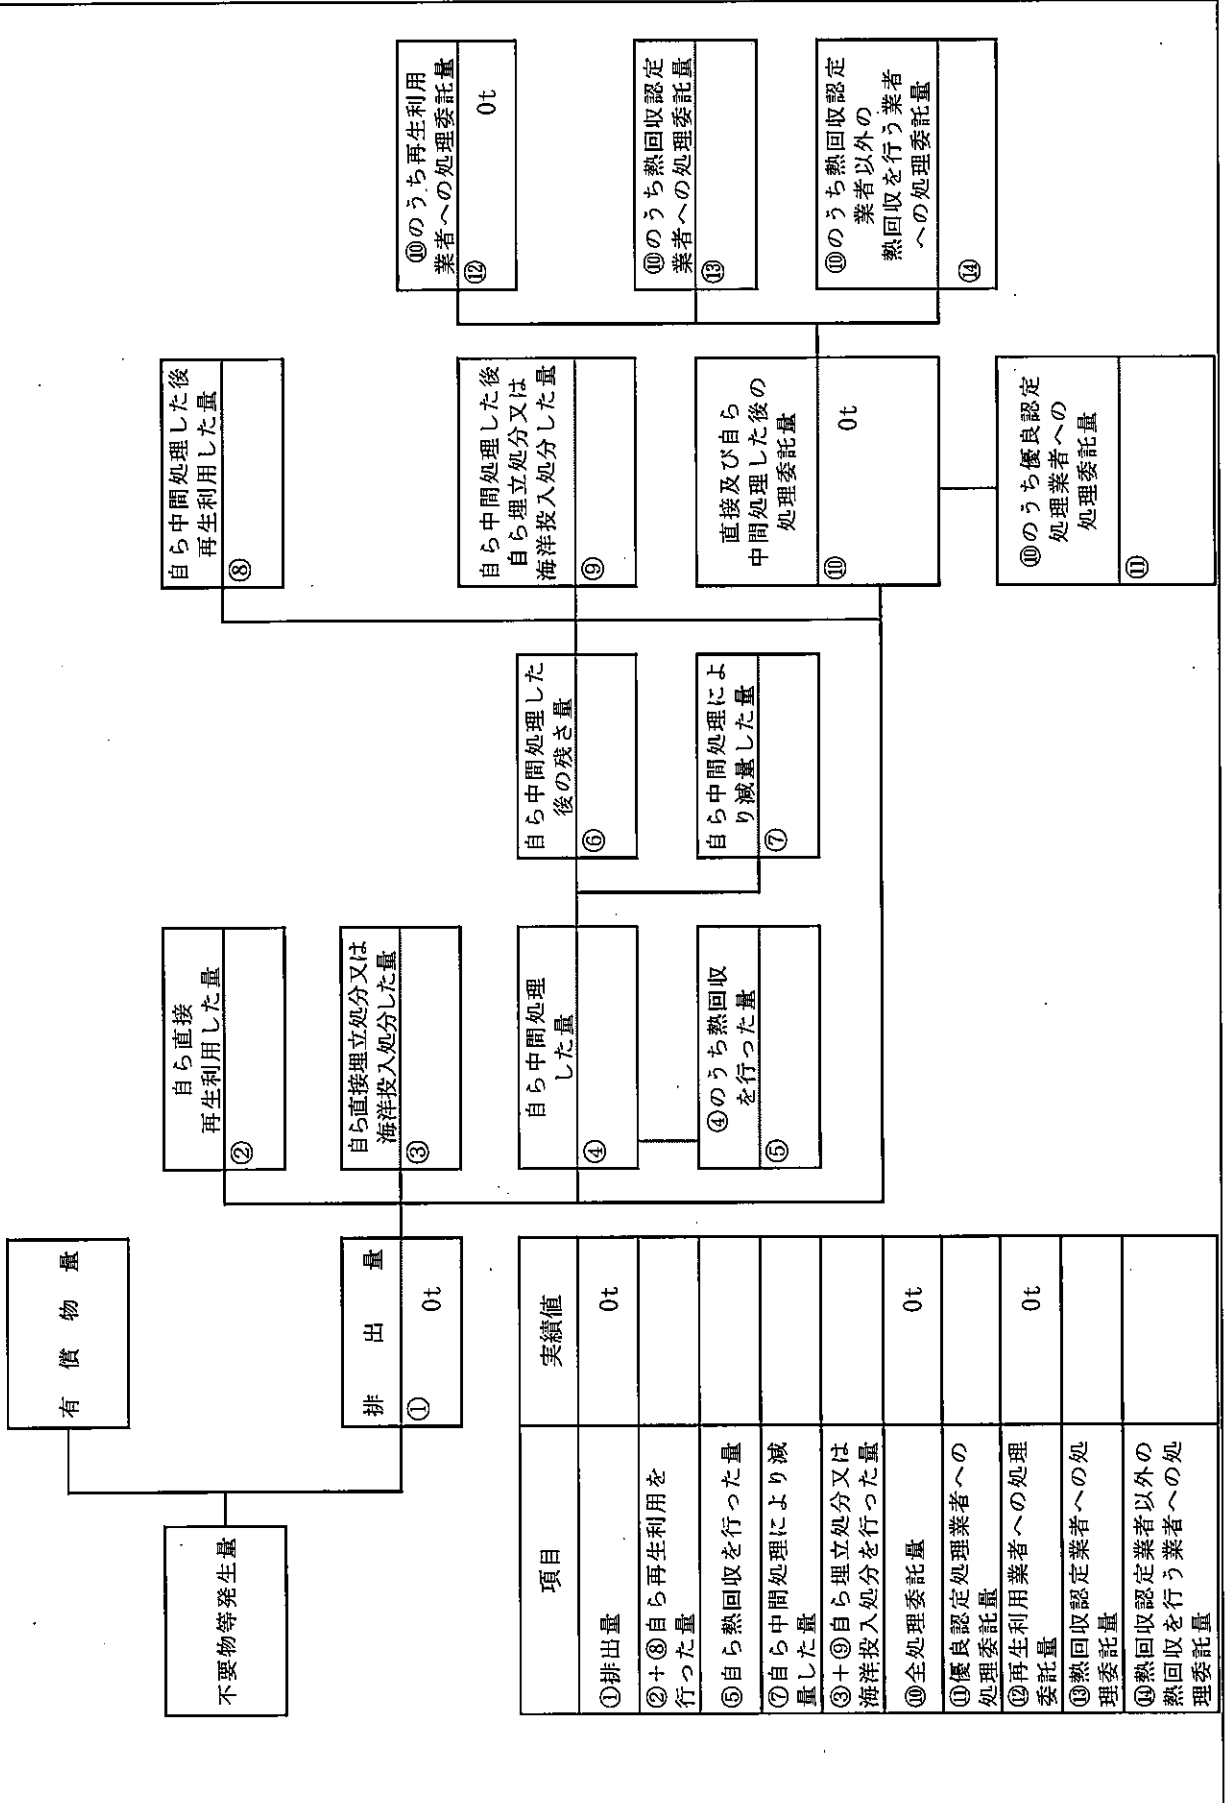 有償物量
不要物等発生量
排出量
①
0t
自ら直接
再生利用した量
②
自ら直接埋立処分又は
海洋投入処分した量
③
自ら中間処理
した量
④
④のうち熱回収
を行った量
⑤
自ら中間処理した
後の残さ量
⑥
自ら中間処理によ
り減量した量
⑦
自ら中間処理した後
再生利用した量
⑧
自ら中間処理した後
自ら埋立処分又は
海洋投入処分した量
⑨
直接及び自ら
中間処理した後の
処理委託量
⑩
0t
⑩のうち優良認定
処理業者への
処理委託量
⑪
⑩のうち再生利用
業者への処理委託量
⑫
0t
⑩のうち熱回収認定
業者への処理委託量
⑬
⑩のうち熱回収認定
業者以外の
熱回収を行う業者
への処理委託量
⑭
項目 実績値
①排出量 0t
②+⑧自ら再生利用を
行った量
⑤自ら熱回収を行った量
⑦自ら中間処理により減
量した量
③+⑨自ら埋立処分又は
海洋投入処分を行った量
⑩全処理委託量 0t
⑪優良認定処理業者への
処理委託量
⑫再生利用業者への処理
委託量 0t
⑬熱回収認定業者への処
理委託量
⑭熱回収認定業者以外の
熱回収を行う業者への処
理委託量